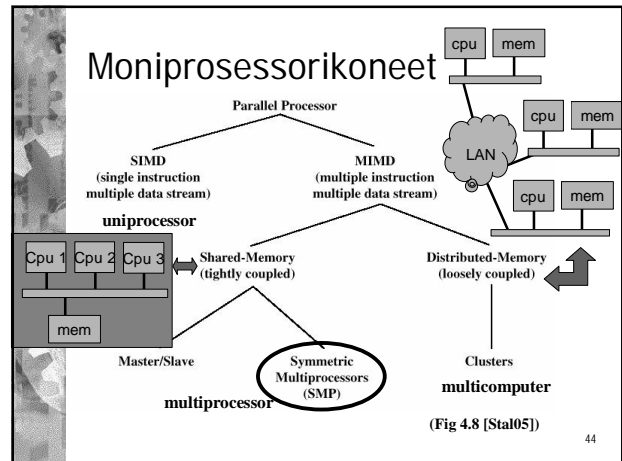 Moniprosessorikoneet
cpu mem
Parallel Processor
cpu mem
LAN
SIMD
(single instruction
multiple data stream)
MIMD
(multiple instruction
multiple data stream)
uniprocessor
cpu mem
Cpu 1 Cpu 2 Cpu 3
mem
Shared-Memory
(tightly coupled)
Distributed-Memory
(loosely coupled)
Master/Slave
Symmetric
Multiprocessors
(SMP)
Clusters
multiprocessor
multicomputer
(Fig 4.8 [Stal05])
44